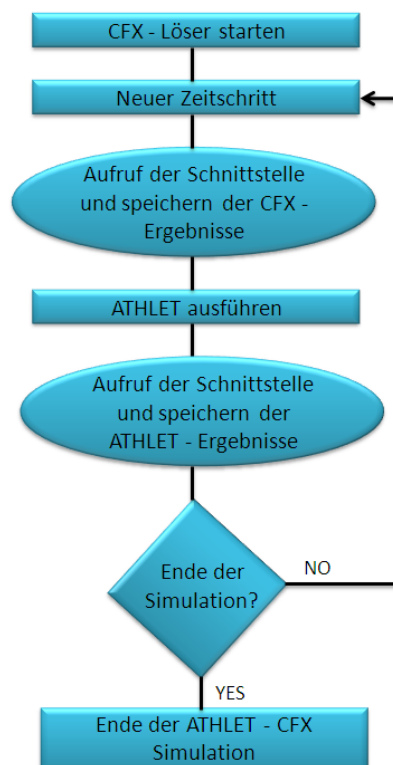 CFX - Löser starten
Neuer Zeitschritt
Aufruf der Schnittstelle
und speichern der CFX -
Ergebnisse
ATHLET ausführen
Aufruf der Schnittstelle
und speichern der
ATHLET - Ergebnisse
Ende der
Simulation?
NO
YES
Ende der ATHLET - CFX
Simulation